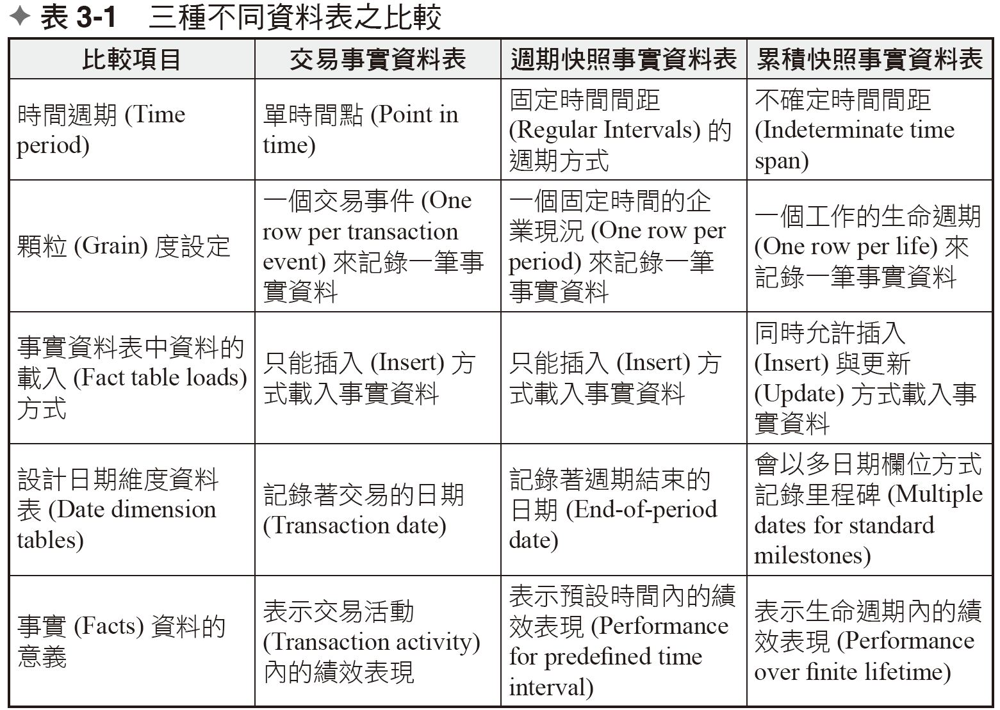 ✦ 表 3-1 三種不同資料表之比較
比較項目
交易事實資料表
週期快照事實資料表
累積快照事實資料表
時間週期 (Time
period)
單時間點 (Point in
time)
固定時間間距
(Regular Intervals) 的
週期方式
不確定時間間距
(Indeterminate time
span)
顆粒 (Grain) 度設定
一個交易事件 (One
row per transaction
event) 來記錄一筆事
實資料
一個固定時間的企
業現況 (One row per
period) 來記錄一筆
事實資料
一個工作的生命週期
(One row per life) 來
記錄一筆事實資料
事實資料表中資料的
載入 (Fact table loads)
方式
只能插入 (Insert) 方
式載入事實資料
只能插入 (Insert) 方
式載入事實資料
同時允許插入
(Insert) 與更新
(Update) 方式載入事
實資料
設計日期維度資料
表 (Date dimension
tables)
記錄著交易的日期
(Transaction date)
記錄著週期結束的
日期 (End-of-period
date)
會以多日期欄位方式
記錄里程碑 (Multiple
dates for standard
milestones)
事實 (Facts) 資料的
意義
表示交易活動
(Transaction activity)
內的績效表現
表示預設時間內的績
效表現 (Performance
for predefined time
interval)
表示生命週期內的績
效表現 (Performance
over finite lifetime)